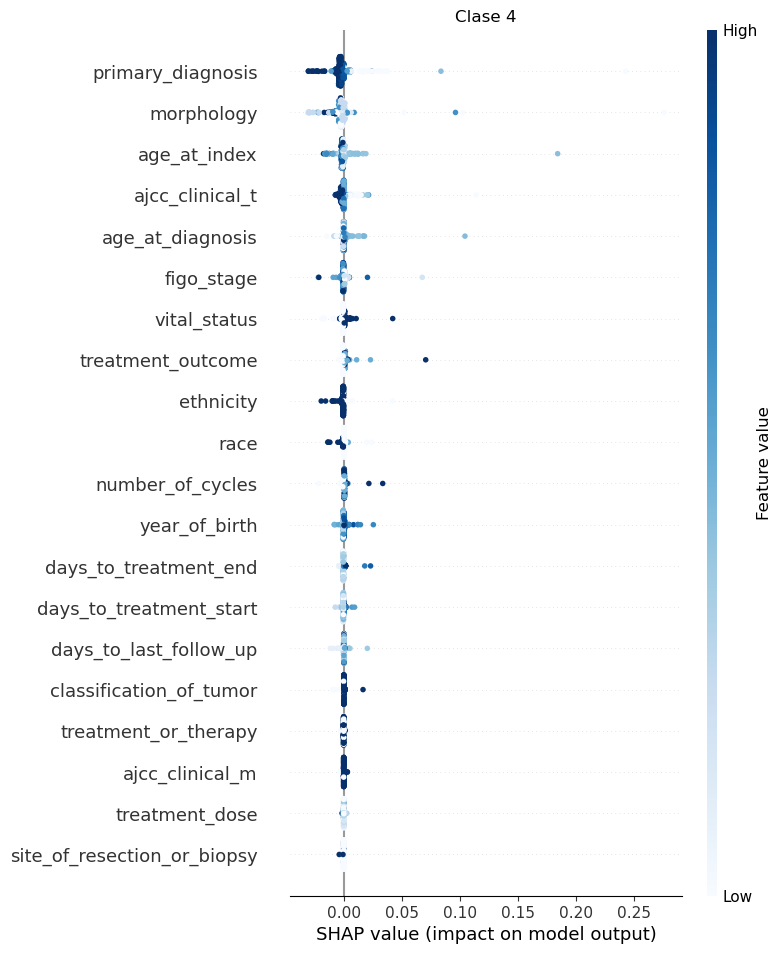 Clase 4
High
primary_diagnosis
morphology
age_at_index
ajcc_clinical_t
age_at_diagnosis
figo_stage
vital_status
treatment_outcome
ethnicity
race
number_of_cycles
year_of_birth
days_to_treatment_end
days_to_treatment_start
days_to_last_follow_up
classification_of_tumor
treatment_or_therapy
ajcc_clinical_m
treatment_dose
site_of_resection_or_biopsy
Feature value
Low
0.00 0.05 0.10 0.15 0.20 0.25
SHAP value (impact on model output)